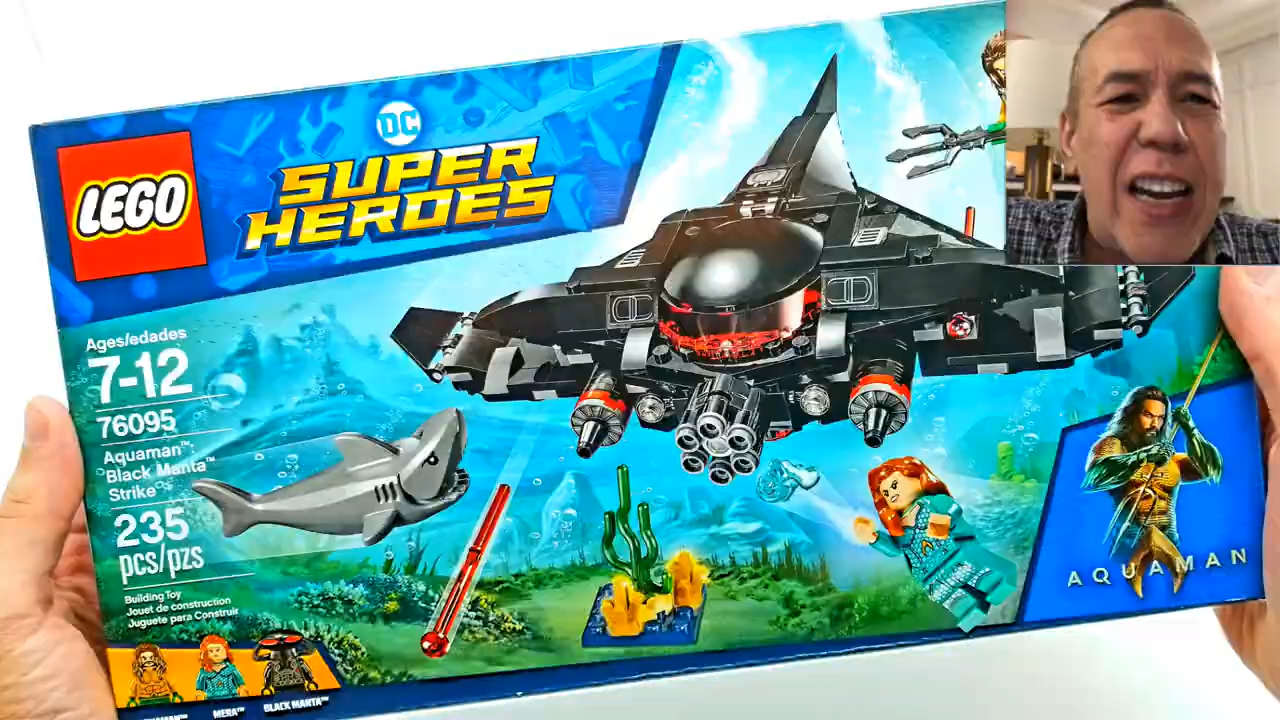 LEGO
DC
SUPER
HEROES
Ages/edades
7-12
76095
Aquaman™:
Black Manta™
Strike
235
pcs/pzs
Building Toy
Jouet de construction
Juguete para Construir
MERA™
BLACK MANTA™
AQUAMAN